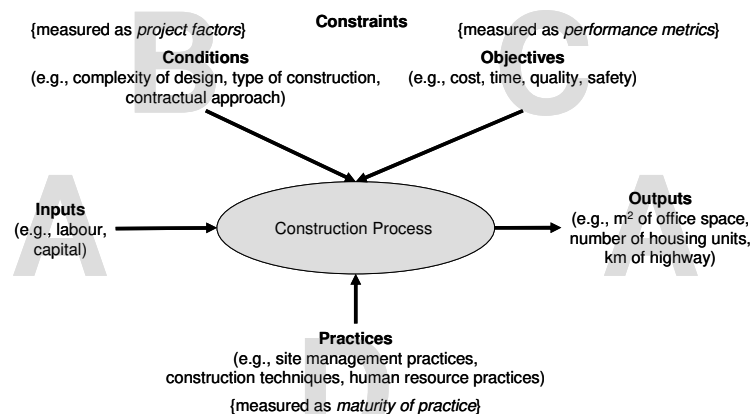 Constraints
{measured as project factors}
B
Conditions
(e.g., complexity of design, type of construction,
contractual approach)
{measured as performance metrics}
C
Objectives
(e.g., cost, time, quality, safety)
A
Inputs
(e.g., labour,
capital)
Construction Process
A
Outputs
(e.g., m² of office space,
number of housing units,
km of highway)
D
Practices
(e.g., site management practices,
construction techniques, human resource practices)
{measured as maturity of practice}